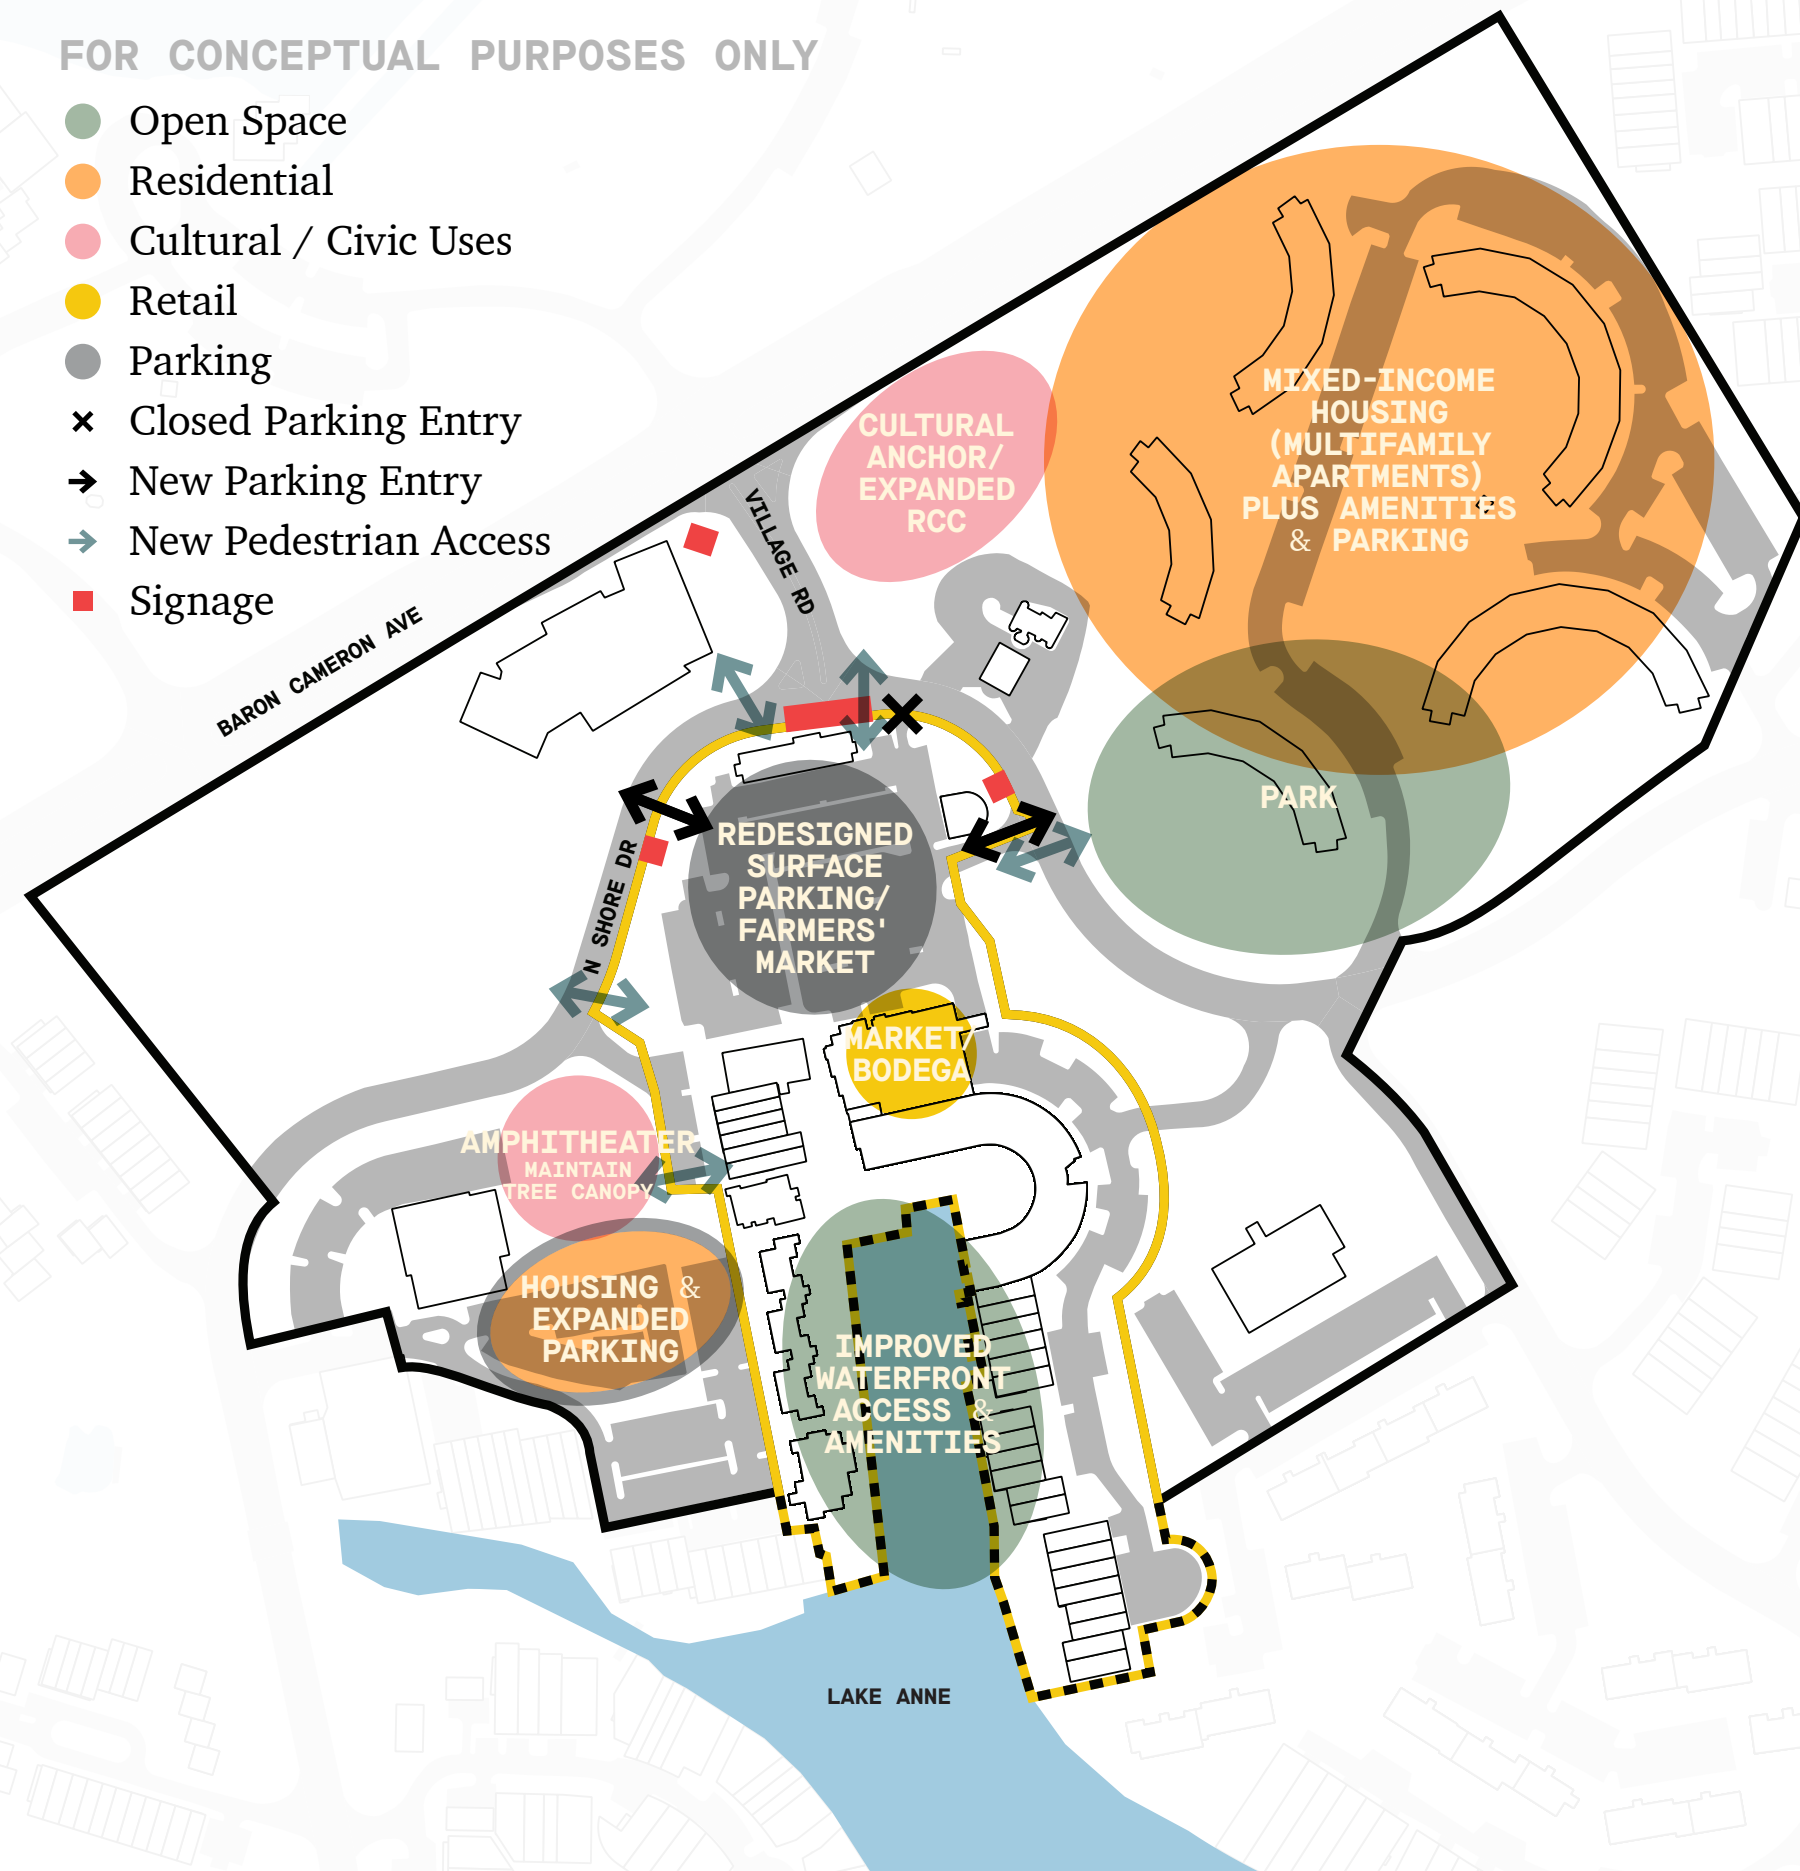 FOR CONCEPTUAL PURPOSES ONLY
Open Space
Residential
Cultural / Civic Uses
Retail
Parking
Closed Parking Entry
New Parking Entry
New Pedestrian Access
Signage
BARON CAMERON AVE
VILLAGE RD
N SHORE DR
CULTURAL
ANCHOR/
EXPANDED
RCC
MIXED-INCOME
HOUSING
(MULTIFAMILY
APARTMENTS)
PLUS AMENITIES
& PARKING
PARK
REDESIGNED
SURFACE
PARKING/
FARMERS'
MARKET
MARKET/
BODEGA
AMPHITHEATER
MAINTAIN
TREE CANOPY
HOUSING &
EXPANDED
PARKING
IMPROVED
WATERFRONT
ACCESS &
AMENITIES
LAKE ANNE